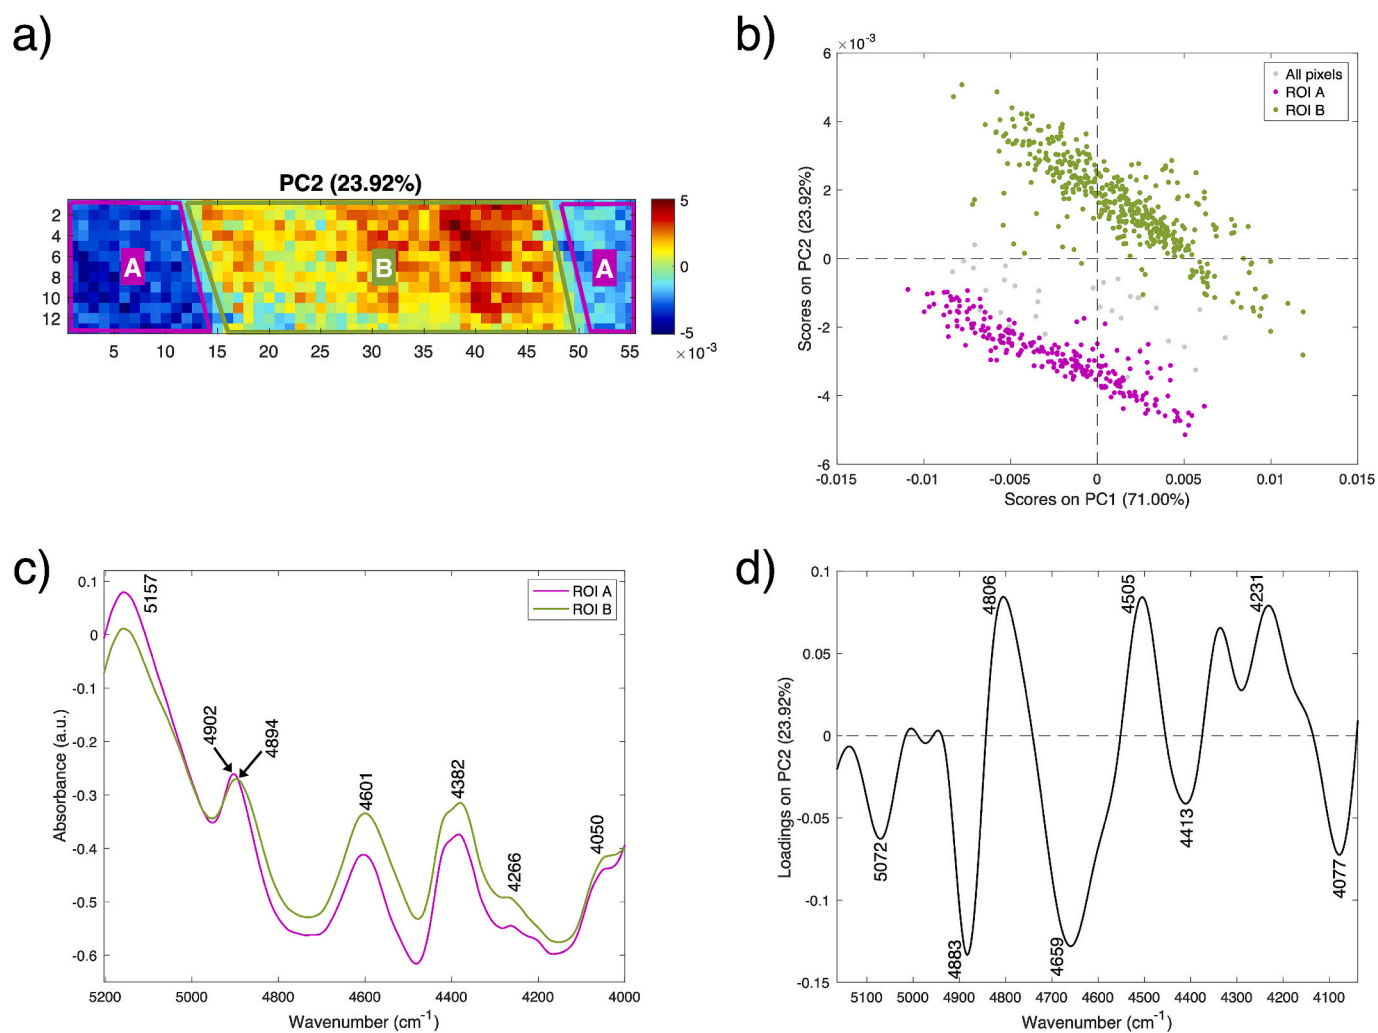 a)
PC2 (23.92%)
2
4
6
8
10
12
A
B
A
5 10 15 20 25 30 35 40 45 50 55
5
0
-5
×10⁻³
b)
×10⁻³
6
4
2
0
-2
-4
-6
-0.015 -0.01 -0.005 0 0.005 0.01 0.015
Scores on PC2 (23.92%)
Scores on PC1 (71.00%)
All pixels
ROI A
ROI B
c)
0.1
0
-0.1
-0.2
-0.3
-0.4
-0.5
-0.6
5200 5000 4800 4600 4400 4200 4000
Absorbance (a.u.)
Wavenumber (cm⁻¹)
ROI A
ROI B
5157
4902
4894
4601
4382
4266
4050
d)
0.1
0.05
0
-0.05
-0.1
-0.15
5100 5000 4900 4800 4700 4600 4500 4400 4300 4200 4100
Loadings on PC2 (23.92%)
Wavenumber (cm⁻¹)
5072
4883
4806
4659
4505
4413
4231
4077